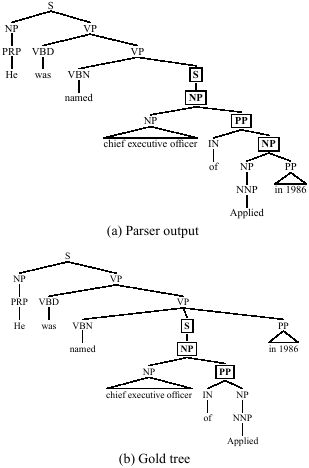 S
NP VP
PRP VBD VP
He was VBN S
named NP
NP PP
chief executive officer IN NP
of NP PP
NNP in 1986
Applied
(a) Parser output
S
NP VP
PRP VBD VP
He was VBN S PP
named NP in 1986
NP PP
chief executive officer IN NP
of NNP
Applied
(b) Gold tree